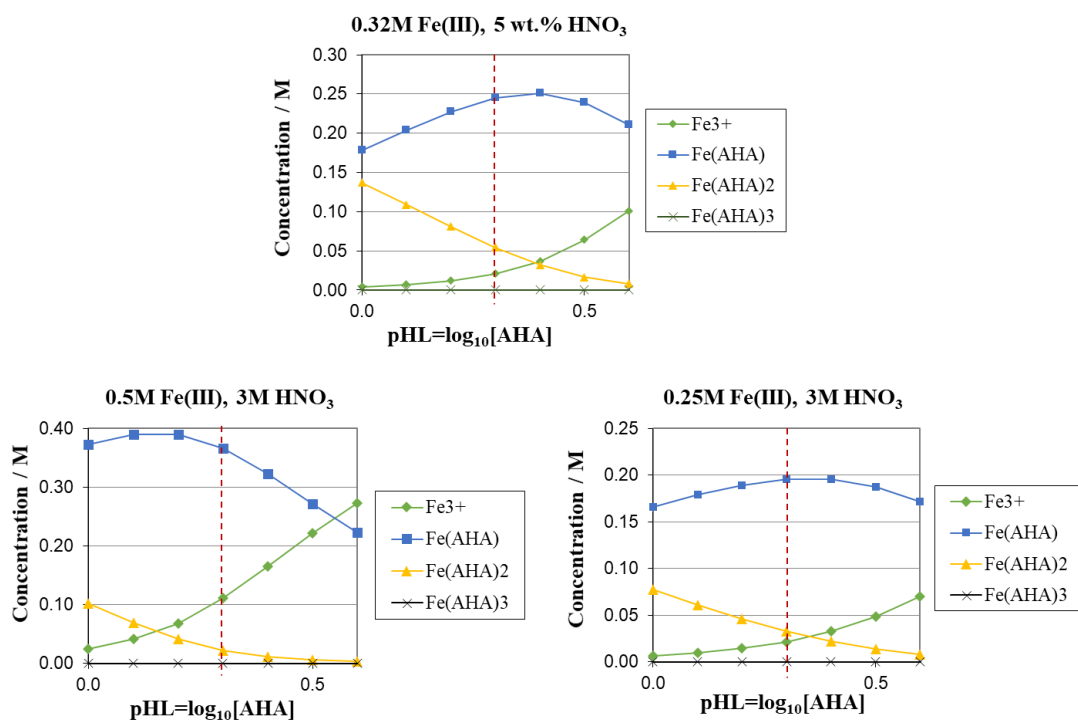 0.32M Fe(III), 5 wt.% HNO₃
0.30
0.25
0.20
0.15
0.10
0.05
0.00
Concentration / M
0.0 0.5
pHL=log₁₀[AHA]
Fe3+
Fe(AHA)
Fe(AHA)2
Fe(AHA)3
0.5M Fe(III), 3M HNO₃
0.40
0.30
0.20
0.10
0.00
Concentration / M
0.0 0.5
pHL=log₁₀[AHA]
Fe3+
Fe(AHA)
Fe(AHA)2
Fe(AHA)3
0.25M Fe(III), 3M HNO₃
0.25
0.20
0.15
0.10
0.05
0.00
Concentration / M
0.0 0.5
pHL=log₁₀[AHA]
Fe3+
Fe(AHA)
Fe(AHA)2
Fe(AHA)3